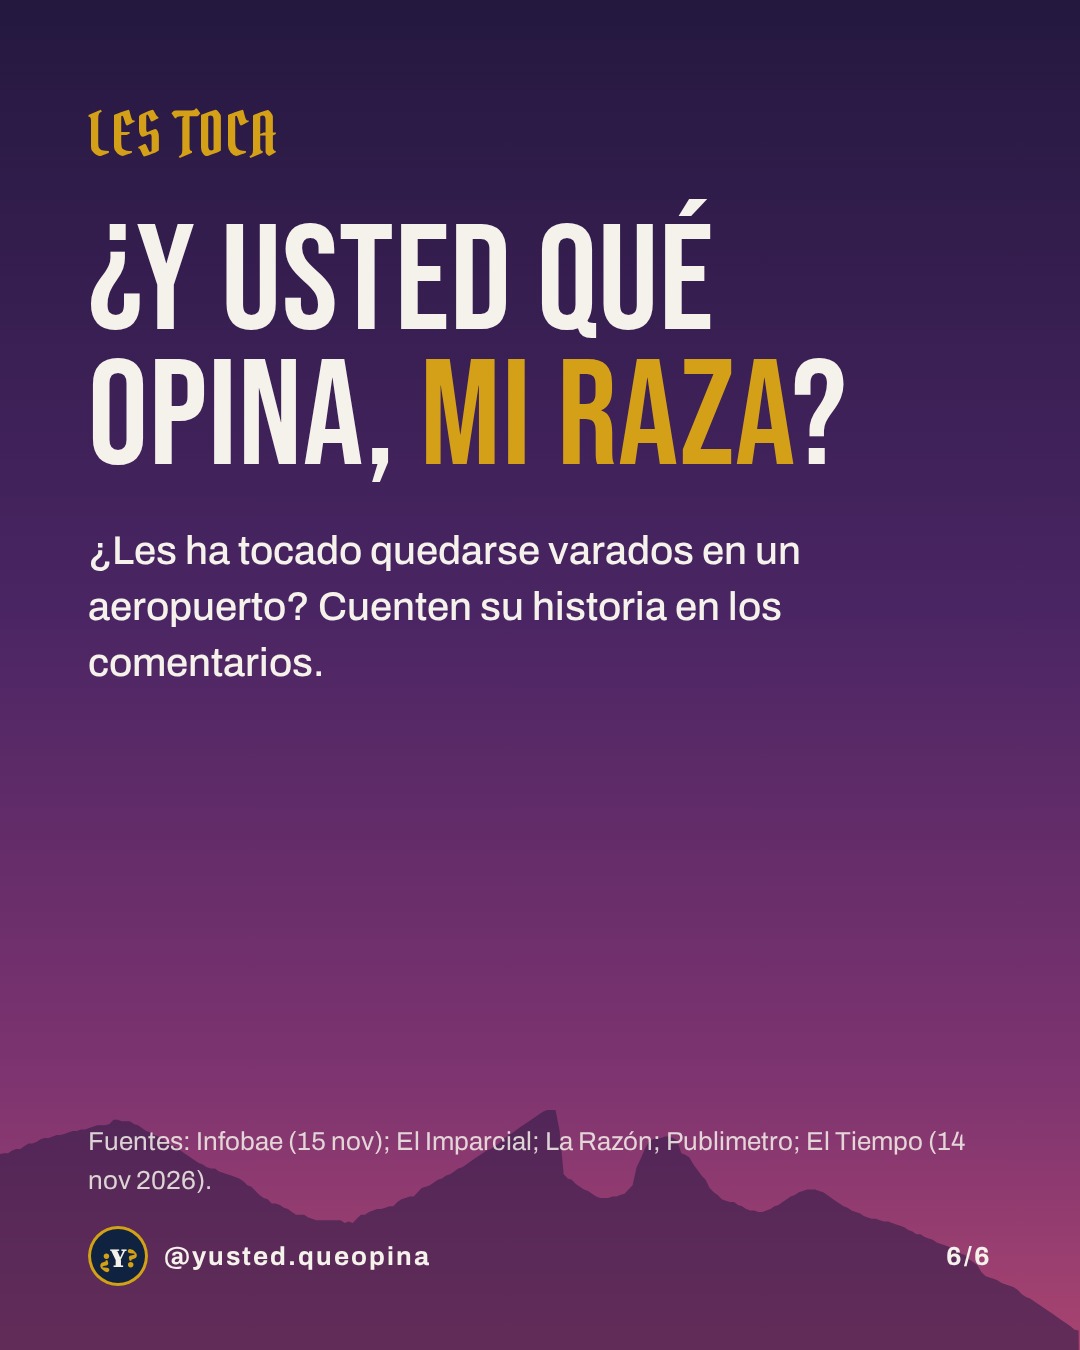 LES TOCA
¿Y USTED QUÉ
OPINA, MI RAZA?
¿Les ha tocado quedarse varados en un
aeropuerto? Cuenten su historia en los
comentarios.
Fuentes: Infobae (15 nov); El Imparcial; La Razón; Publimetro; El Tiempo (14
nov 2026).
¿Y?
@yusted.queopina
6/6